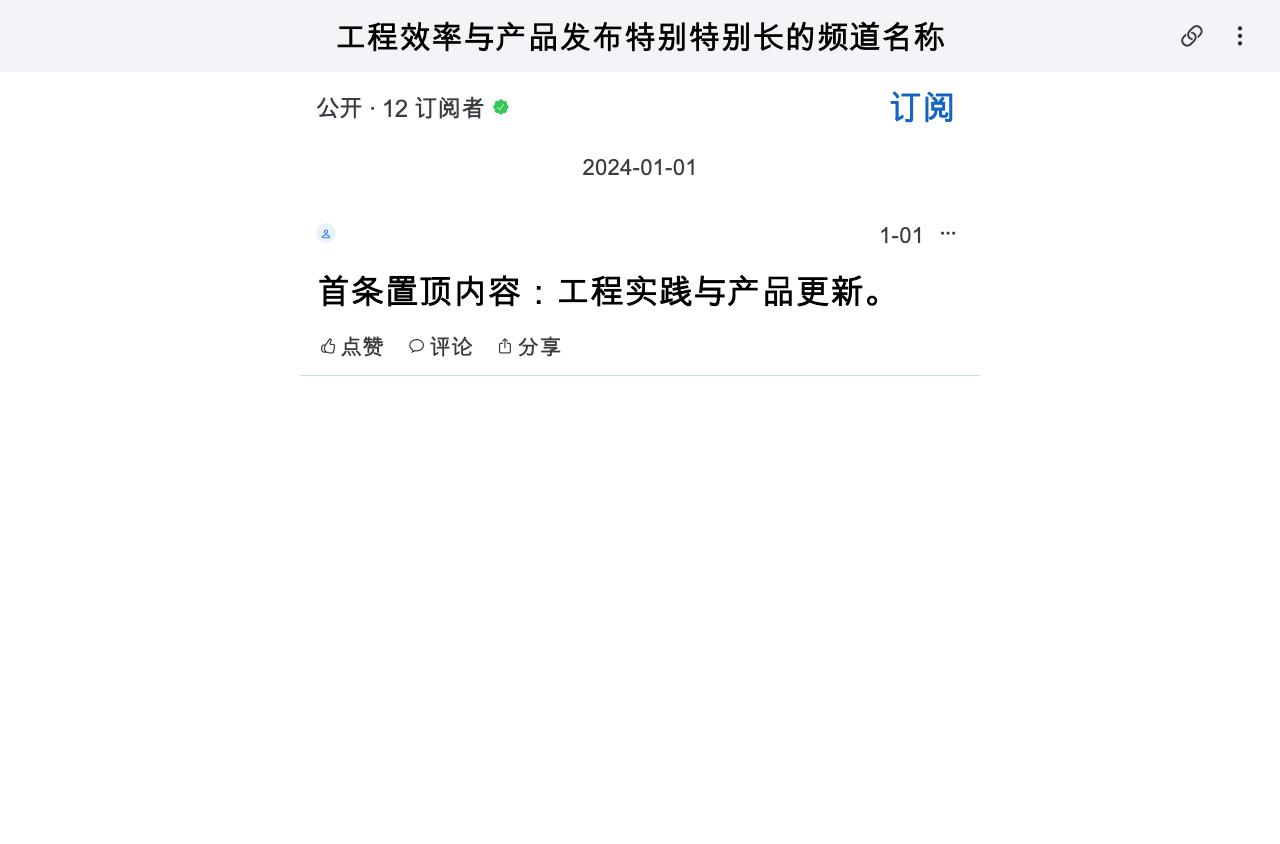 工程效率与产品发布特别特别长的频道名称
公开 · 12 订阅者
订阅
2024-01-01
1-01
首条置顶内容：工程实践与产品更新。
点赞 评论 分享